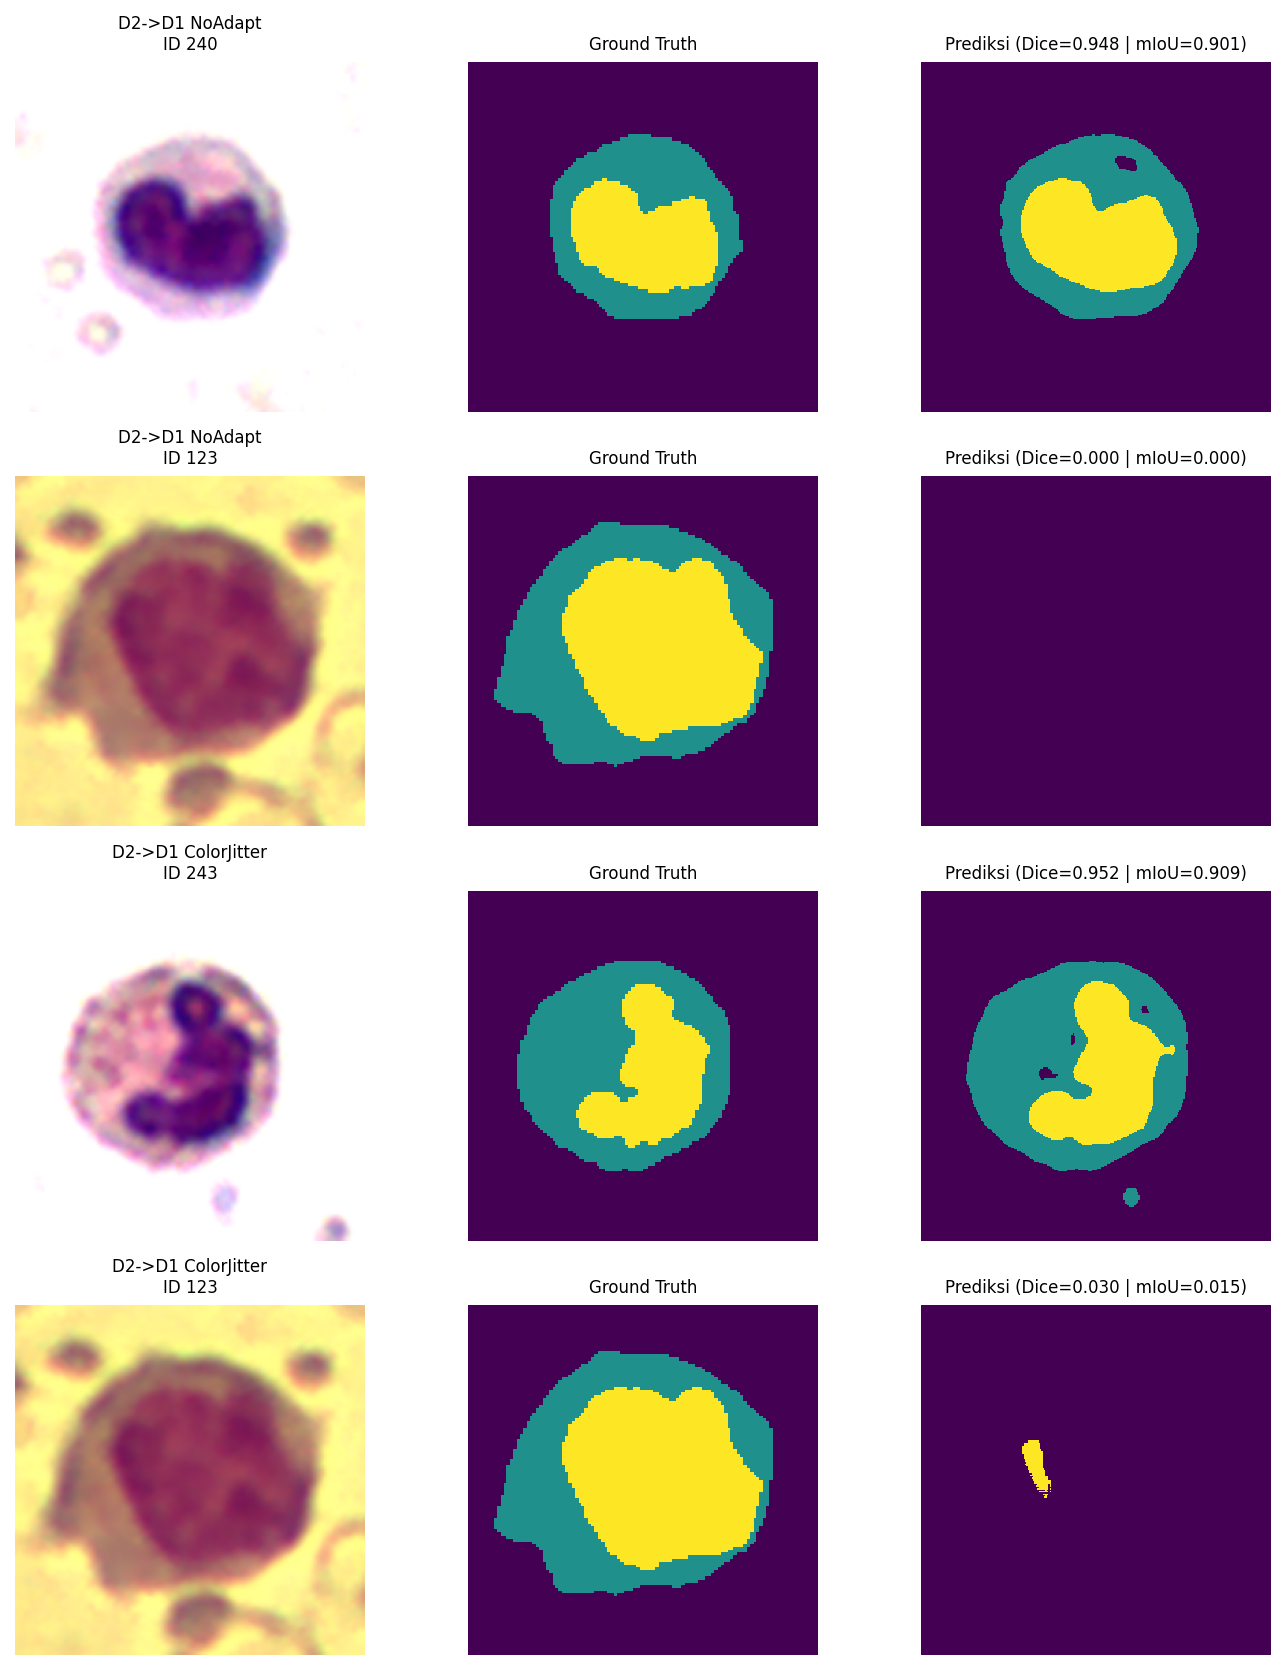 D2->D1 NoAdapt
ID 240
Ground Truth
Prediksi (Dice=0.948 | mIoU=0.901)
D2->D1 NoAdapt
ID 123
Ground Truth
Prediksi (Dice=0.000 | mIoU=0.000)
D2->D1 ColorJitter
ID 243
Ground Truth
Prediksi (Dice=0.952 | mIoU=0.909)
D2->D1 ColorJitter
ID 123
Ground Truth
Prediksi (Dice=0.030 | mIoU=0.015)